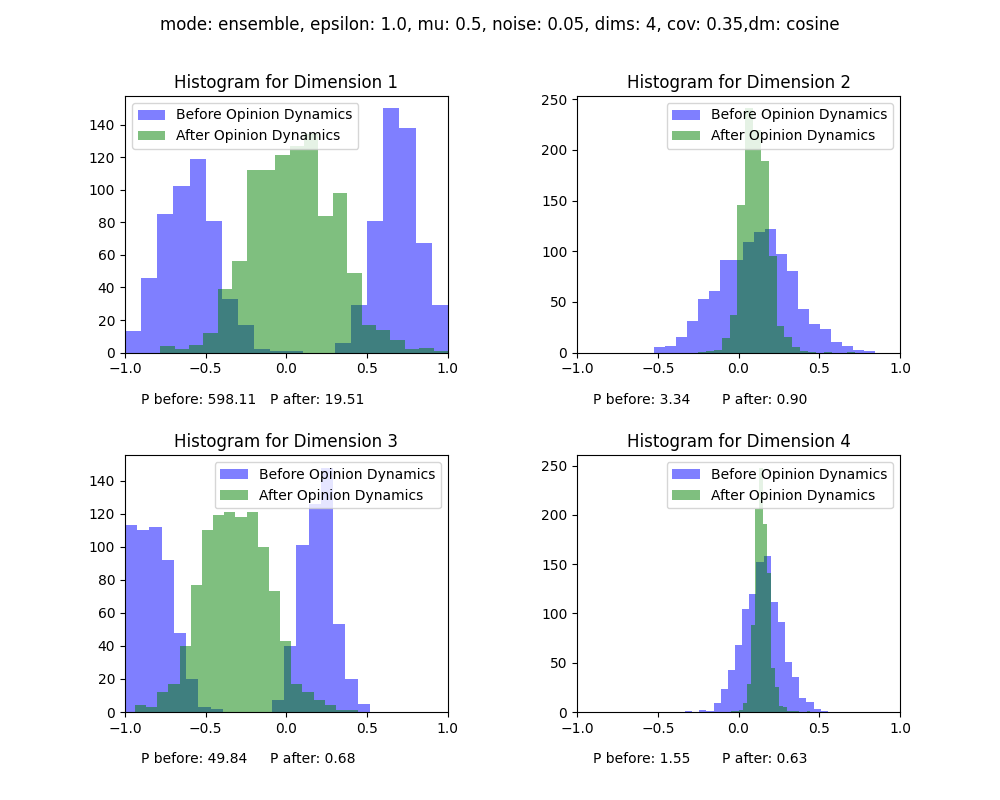 mode: ensemble, epsilon: 1.0, mu: 0.5, noise: 0.05, dims: 4, cov: 0.35,dm: cosine
Histogram for Dimension 1
Before Opinion Dynamics
After Opinion Dynamics
140
120
100
80
60
40
20
0
−1.0 −0.5 0.0 0.5 1.0
P before: 598.11 P after: 19.51
Histogram for Dimension 2
Before Opinion Dynamics
After Opinion Dynamics
250
200
150
100
50
0
−1.0 −0.5 0.0 0.5 1.0
P before: 3.34 P after: 0.90
Histogram for Dimension 3
Before Opinion Dynamics
After Opinion Dynamics
140
120
100
80
60
40
20
0
−1.0 −0.5 0.0 0.5 1.0
P before: 49.84 P after: 0.68
Histogram for Dimension 4
Before Opinion Dynamics
After Opinion Dynamics
250
200
150
100
50
0
−1.0 −0.5 0.0 0.5 1.0
P before: 1.55 P after: 0.63